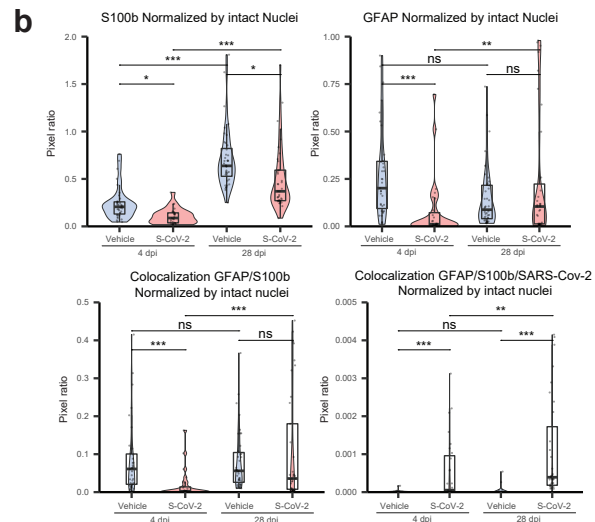 b
S100b Normalized by intact Nuclei
Pixel ratio
2.0
1.5
1.0
0.5
0.0
***
***
*
*
Vehicle S-CoV-2 Vehicle S-CoV-2
4 dpi 28 dpi
GFAP Normalized by intact Nuclei
Pixel ratio
1.00
0.75
0.50
0.25
0.00
**
ns
***
ns
Vehicle S-CoV-2 Vehicle S-CoV-2
4 dpi 28 dpi
Colocalization GFAP/S100b
Normalized by intact nuclei
Pixel ratio
0.5
0.4
0.3
0.2
0.1
0.0
***
ns
***
ns
Vehicle S-CoV-2 Vehicle S-CoV-2
4 dpi 28 dpi
Colocalization GFAP/S100b/SARS-Cov-2
Normalized by intact nuclei
Pixel ratio
0.005
0.004
0.003
0.002
0.001
0.000
**
ns
***
***
Vehicle S-CoV-2 Vehicle S-CoV-2
4 dpi 28 dpi